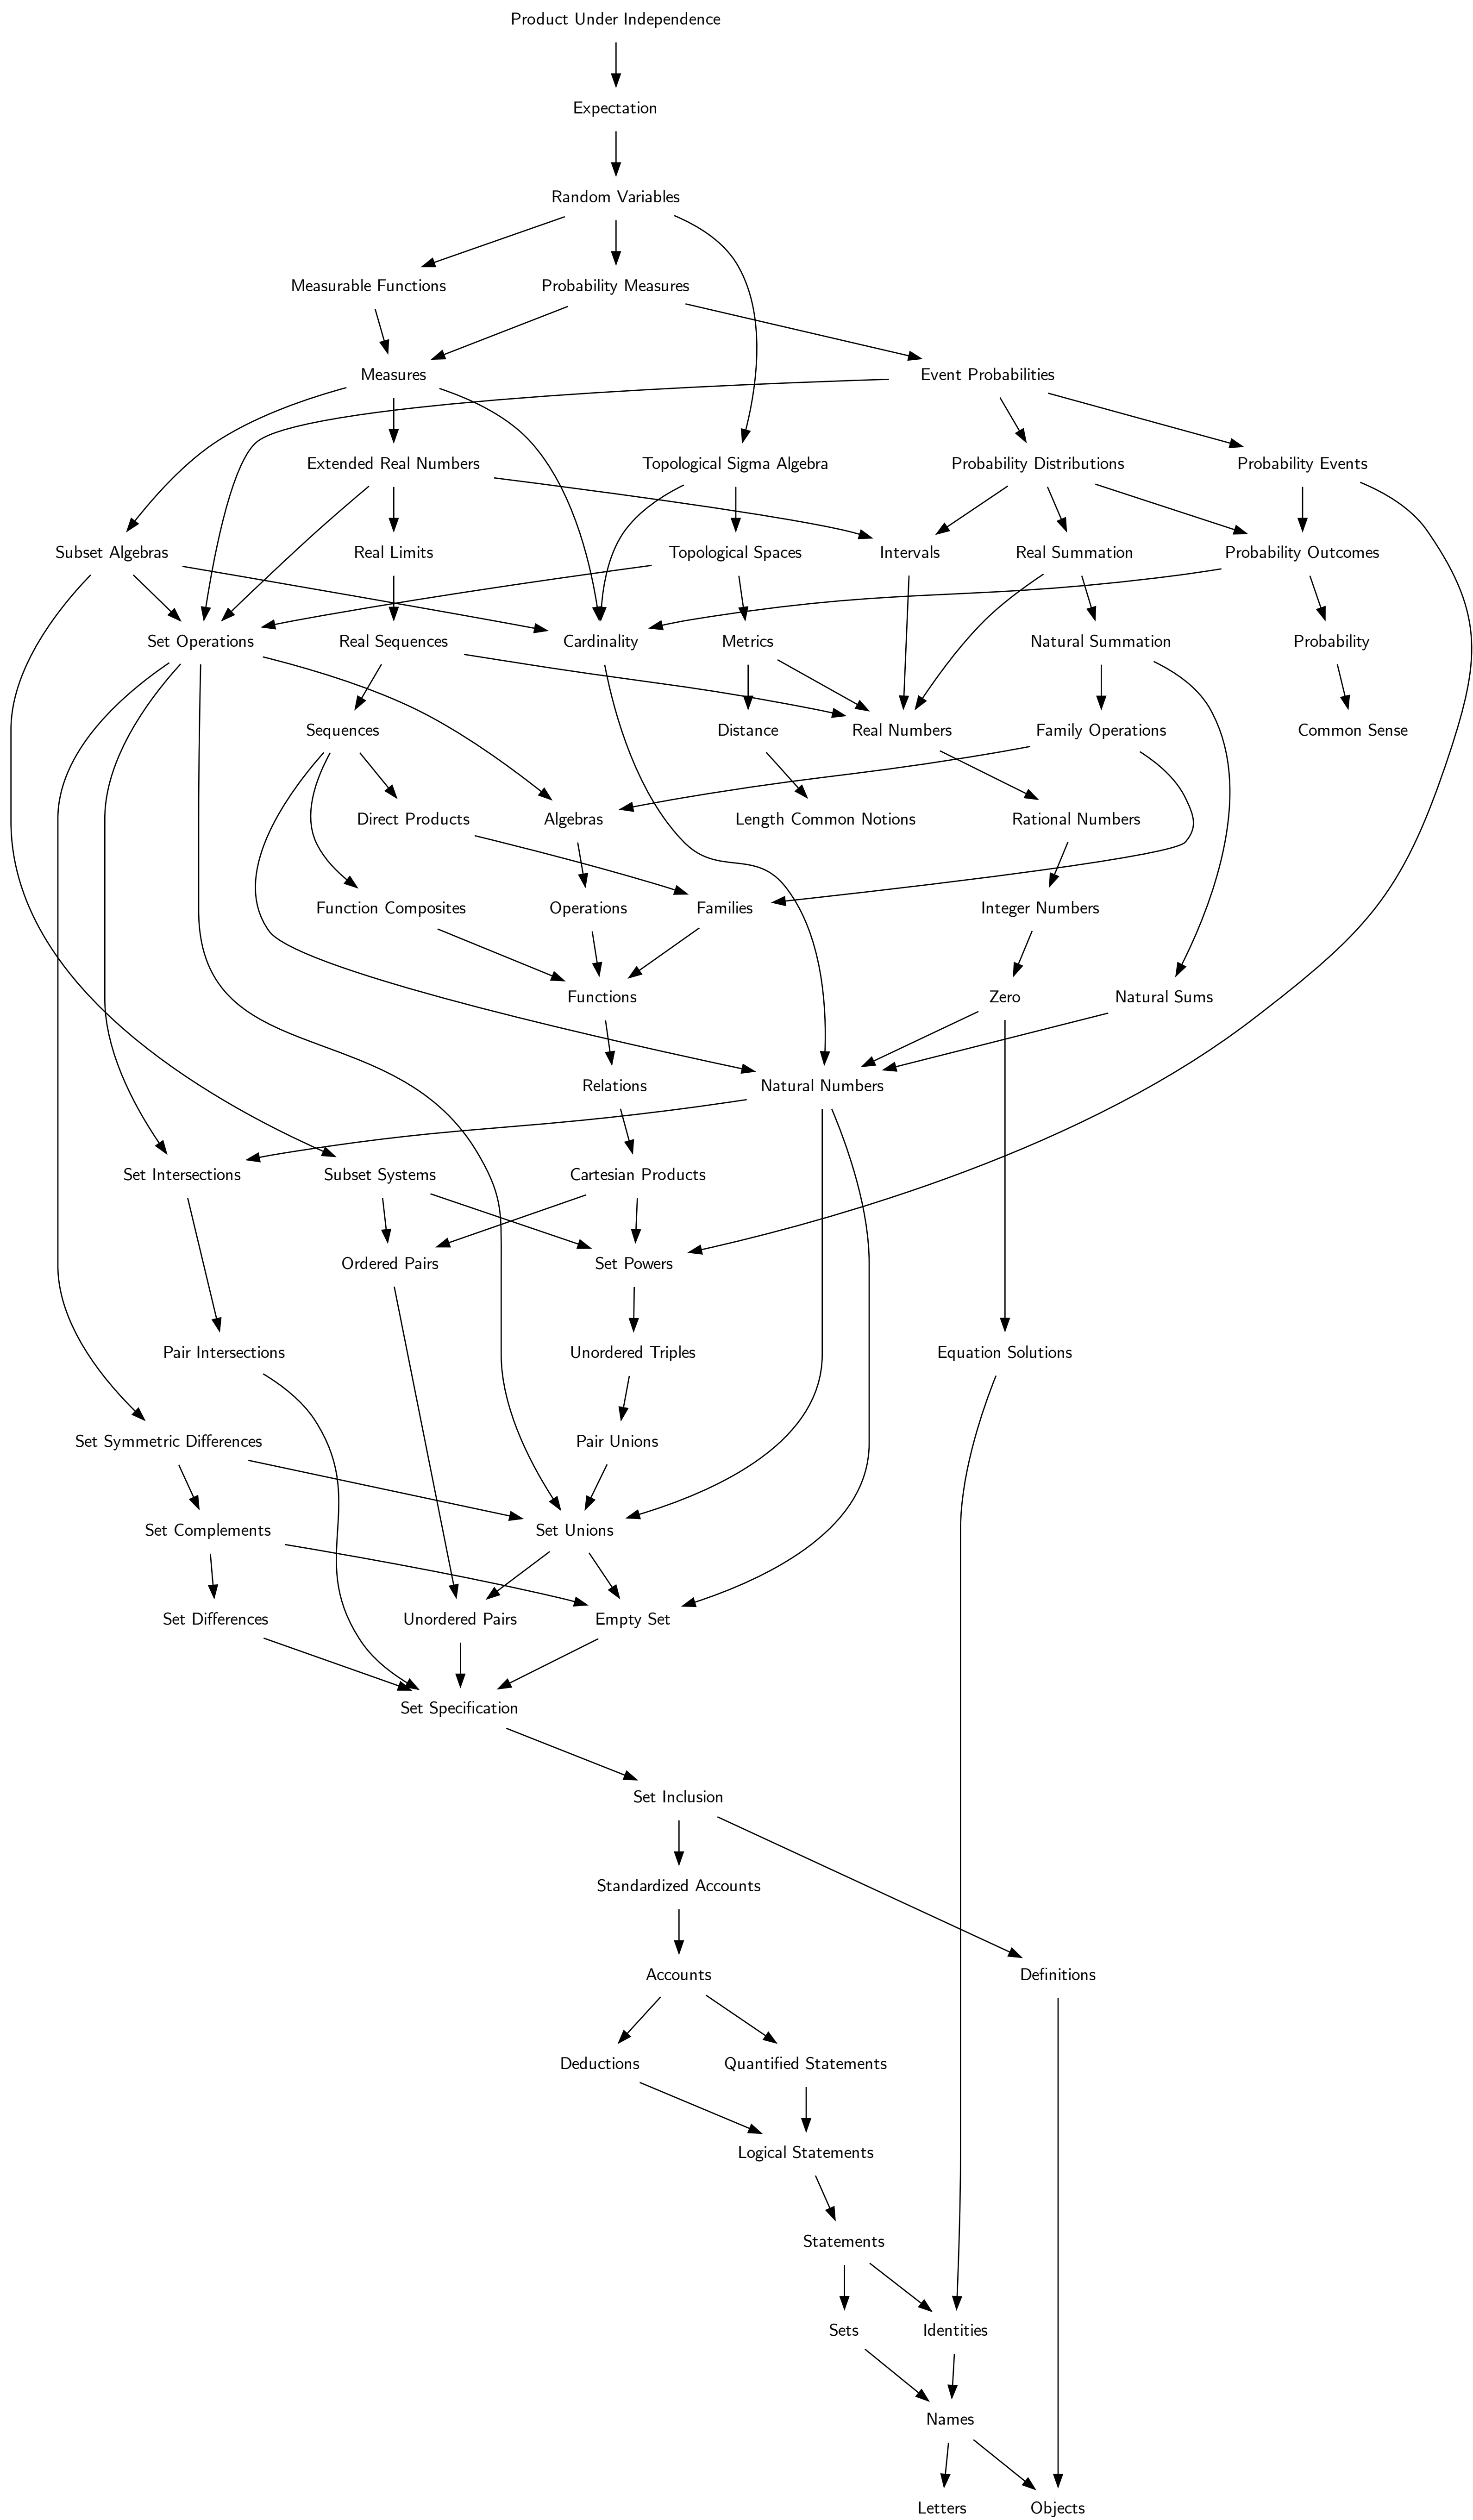 Product Under Independence
Expectation
Random Variables
Measurable Functions
Probability Measures
Measures
Event Probabilities
Extended Real Numbers
Topological Sigma Algebra
Probability Distributions
Probability Events
Subset Algebras
Real Limits
Topological Spaces
Intervals
Real Summation
Probability Outcomes
Set Operations
Real Sequences
Cardinality
Metrics
Natural Summation
Probability
Sequences
Distance
Real Numbers
Family Operations
Common Sense
Direct Products
Algebras
Length Common Notions
Rational Numbers
Function Composites
Operations
Families
Integer Numbers
Functions
Zero
Natural Sums
Relations
Natural Numbers
Set Intersections
Subset Systems
Cartesian Products
Ordered Pairs
Set Powers
Pair Intersections
Unordered Triples
Equation Solutions
Set Symmetric Differences
Pair Unions
Set Complements
Set Unions
Set Differences
Unordered Pairs
Empty Set
Set Specification
Set Inclusion
Standardized Accounts
Accounts
Definitions
Deductions
Quantified Statements
Logical Statements
Statements
Sets
Identities
Names
Letters
Objects